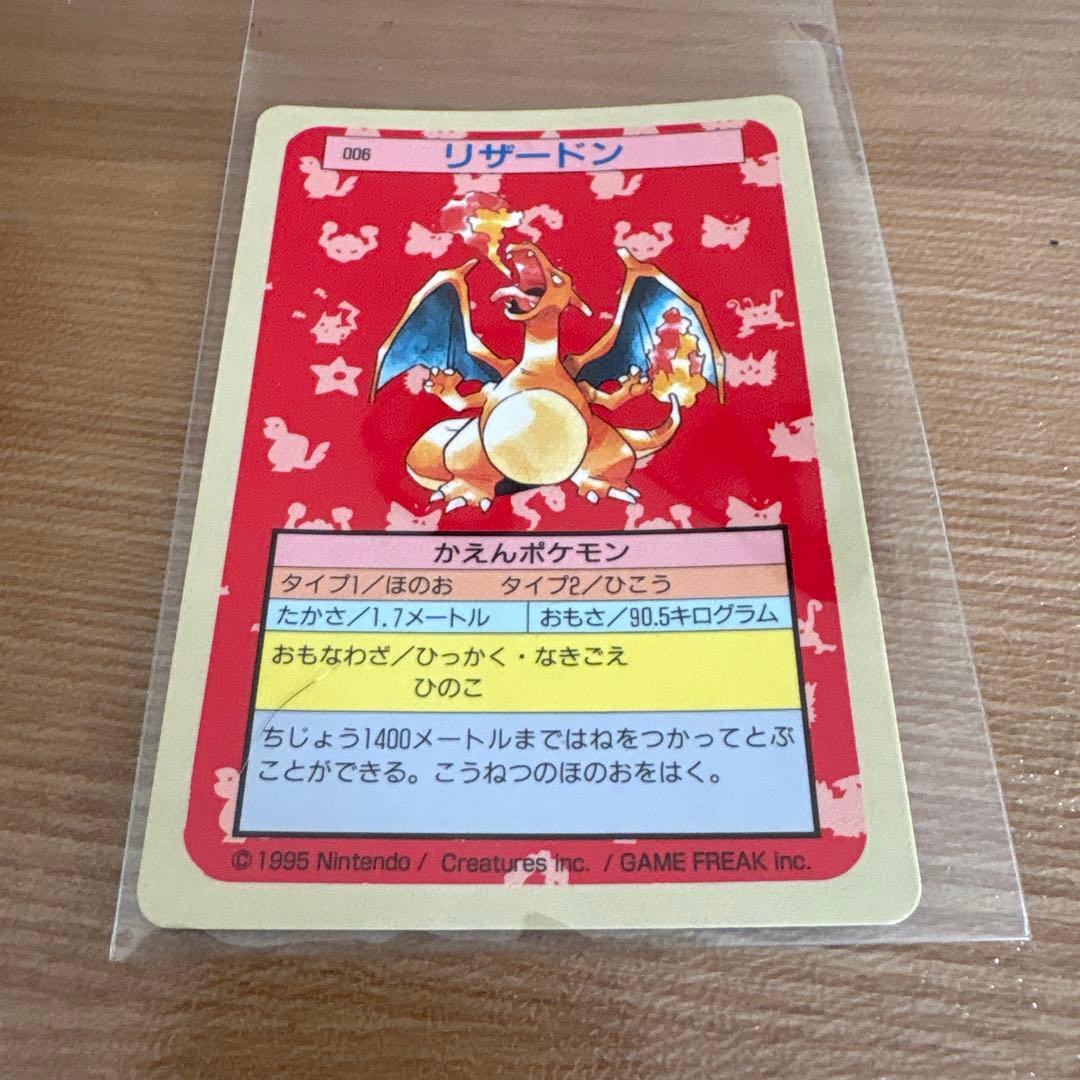 006 リザードン
かえんポケモン
タイプ1/ほのお タイプ2/ひこう
たかさ/1.7メートル おもさ/90.5キログラム
おもなわざ/ひっかく・なきごえ
ひのこ
ちじょう1400メートルまではねをつかってとぶ
ことができる。こうねつのほのおをはく。
©1995 Nintendo / Creatures inc. / GAME FREAK inc.